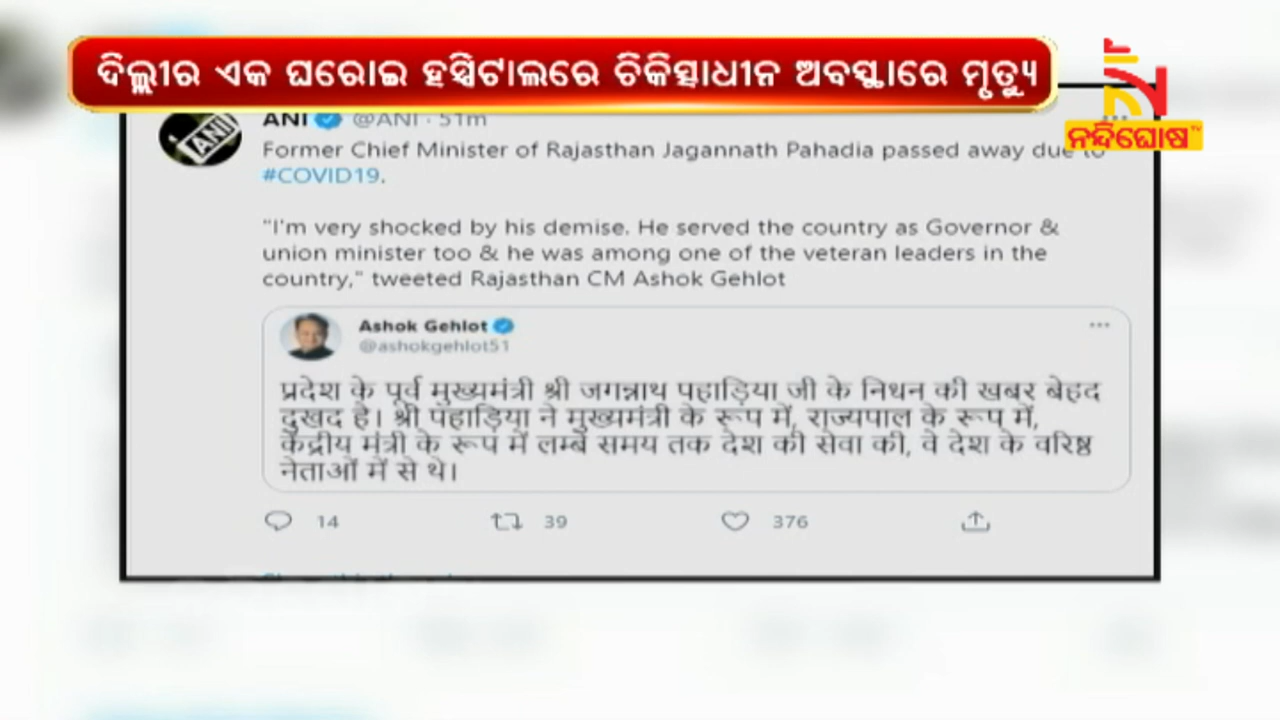 ଦିଲ୍ଲୀର ଏକ ଘରୋଇ ହସ୍ପିଟାଲରେ ଚିକିତ୍ସାଧୀନ ଅବସ୍ଥାରେ ମୃତ୍ୟୁ
ନନ୍ଦିଘୋଷ TV
ANI @ANI · 51m
ANI
Former Chief Minister of Rajasthan Jagannath Pahadia passed away due to
#COVID19.
"I'm very shocked by his demise. He served the country as Governor &
union minister too & he was among one of the veteran leaders in the
country," tweeted Rajasthan CM Ashok Gehlot
Ashok Gehlot
@ashokgehlot51
प्रदेश के पूर्व मुख्यमंत्री श्री जगन्नाथ पहाड़िया जी के निधन की खबर बेहद
दुखद है। श्री पहाड़िया ने मुख्यमंत्री के रूप में, राज्यपाल के रूप में,
केंद्रीय मंत्री के रूप में लम्बे समय तक देश की सेवा की, वे देश के वरिष्ठ
नेताओं में से थे।
14 39 376